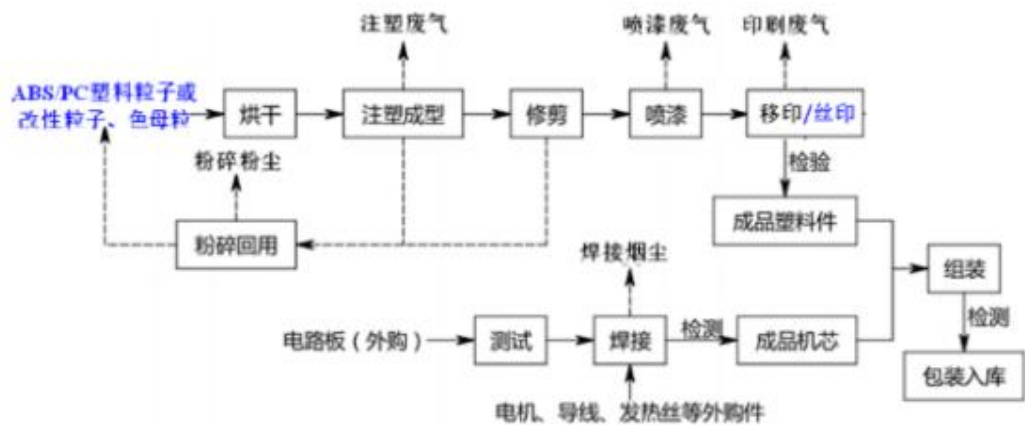 注塑废气
喷漆废气
印刷废气
ABS/PC塑料粒子或
改性粒子、色母粒
烘干
注塑成型
修剪
喷漆
移印/丝印
粉碎粉尘
检验
粉碎回用
成品塑料件
焊接烟尘
组装
电路板（外购）
测试
焊接
检测
成品机芯
检测
包装入库
电机、导线、发热丝等外购件